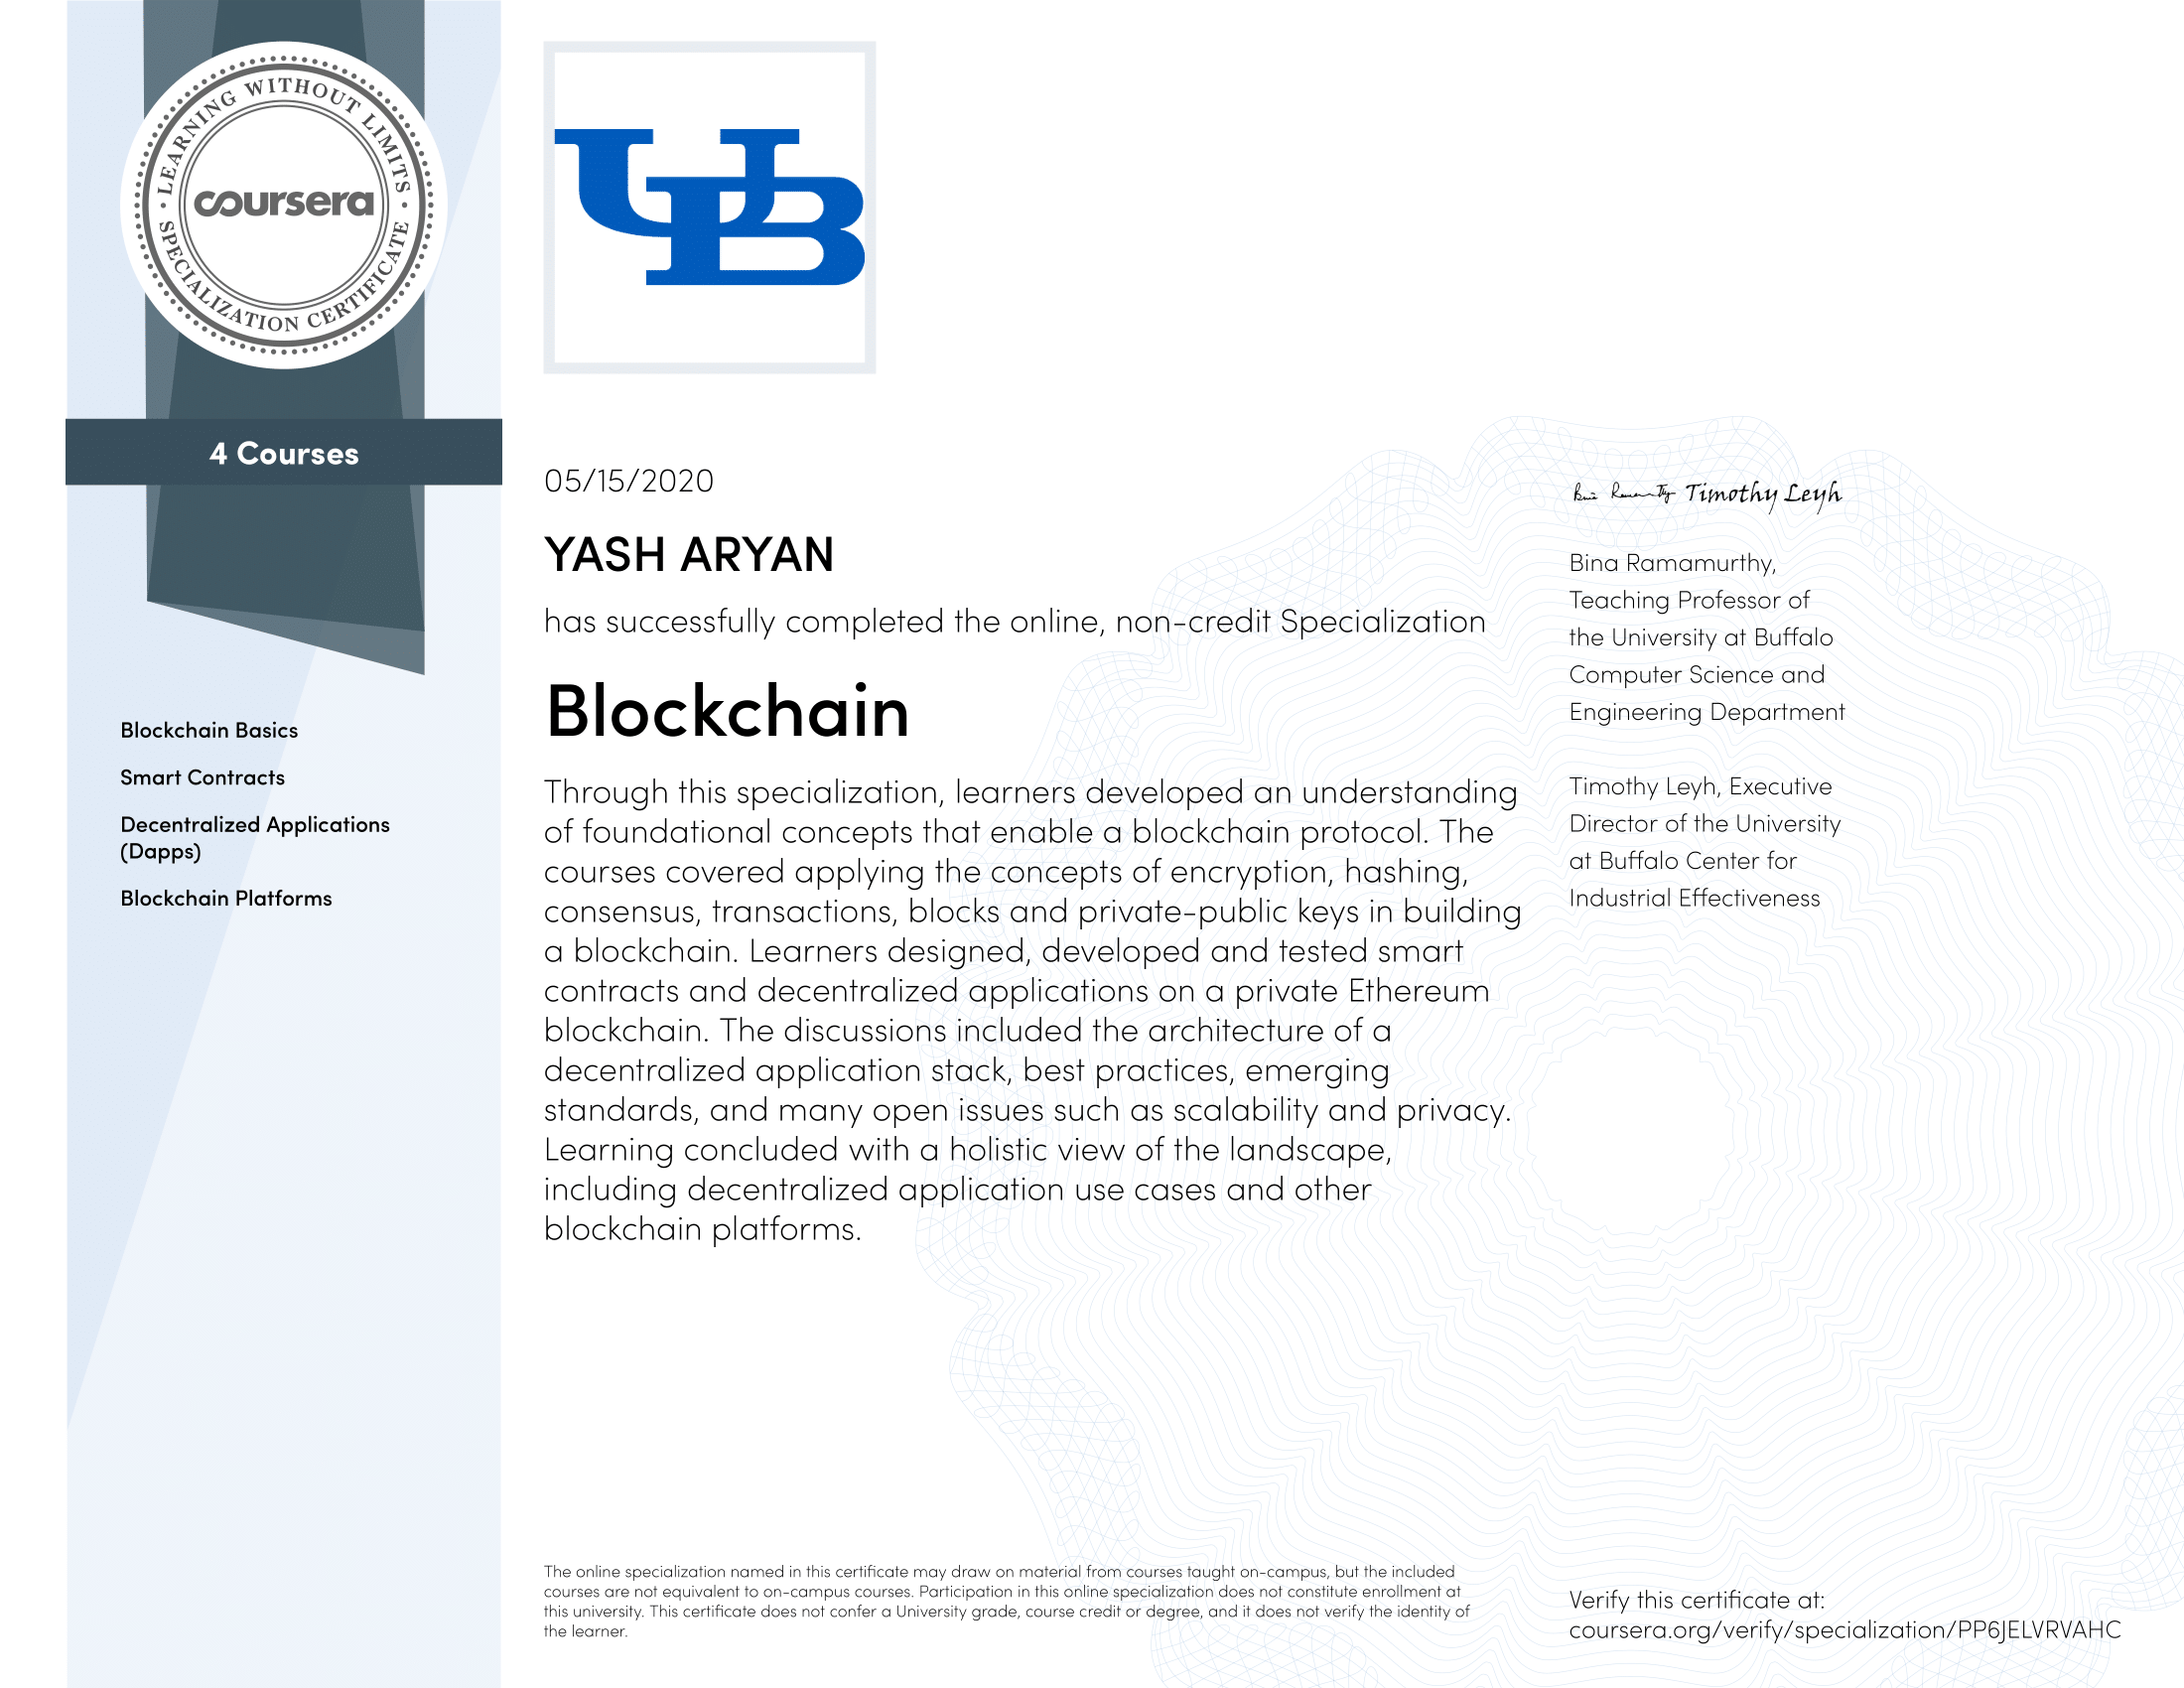 LEARNING WITHOUT LIMITS
coursera
SPECIALIZATION CERTIFICATE
4 Courses
Blockchain Basics
Smart Contracts
Decentralized Applications
(Dapps)
Blockchain Platforms
UB
05/15/2020
YASH ARYAN
has successfully completed the online, non-credit Specialization
Blockchain
Through this specialization, learners developed an understanding
of foundational concepts that enable a blockchain protocol. The
courses covered applying the concepts of encryption, hashing,
consensus, transactions, blocks and private-public keys in building
a blockchain. Learners designed, developed and tested smart
contracts and decentralized applications on a private Ethereum
blockchain. The discussions included the architecture of a
decentralized application stack, best practices, emerging
standards, and many open issues such as scalability and privacy.
Learning concluded with a holistic view of the landscape,
including decentralized application use cases and other
blockchain platforms.
The online specialization named in this certificate may draw on material from courses taught on-campus, but the included
courses are not equivalent to on-campus courses. Participation in this online specialization does not constitute enrollment at
this university. This certificate does not confer a University grade, course credit or degree, and it does not verify the identity of
the learner.
Timothy Leyh
Bina Ramamurthy,
Teaching Professor of
the University at Buffalo
Computer Science and
Engineering Department
Timothy Leyh, Executive
Director of the University
at Buffalo Center for
Industrial Effectiveness
Verify this certificate at:
coursera.org/verify/specialization/PP6JELVRVAHC